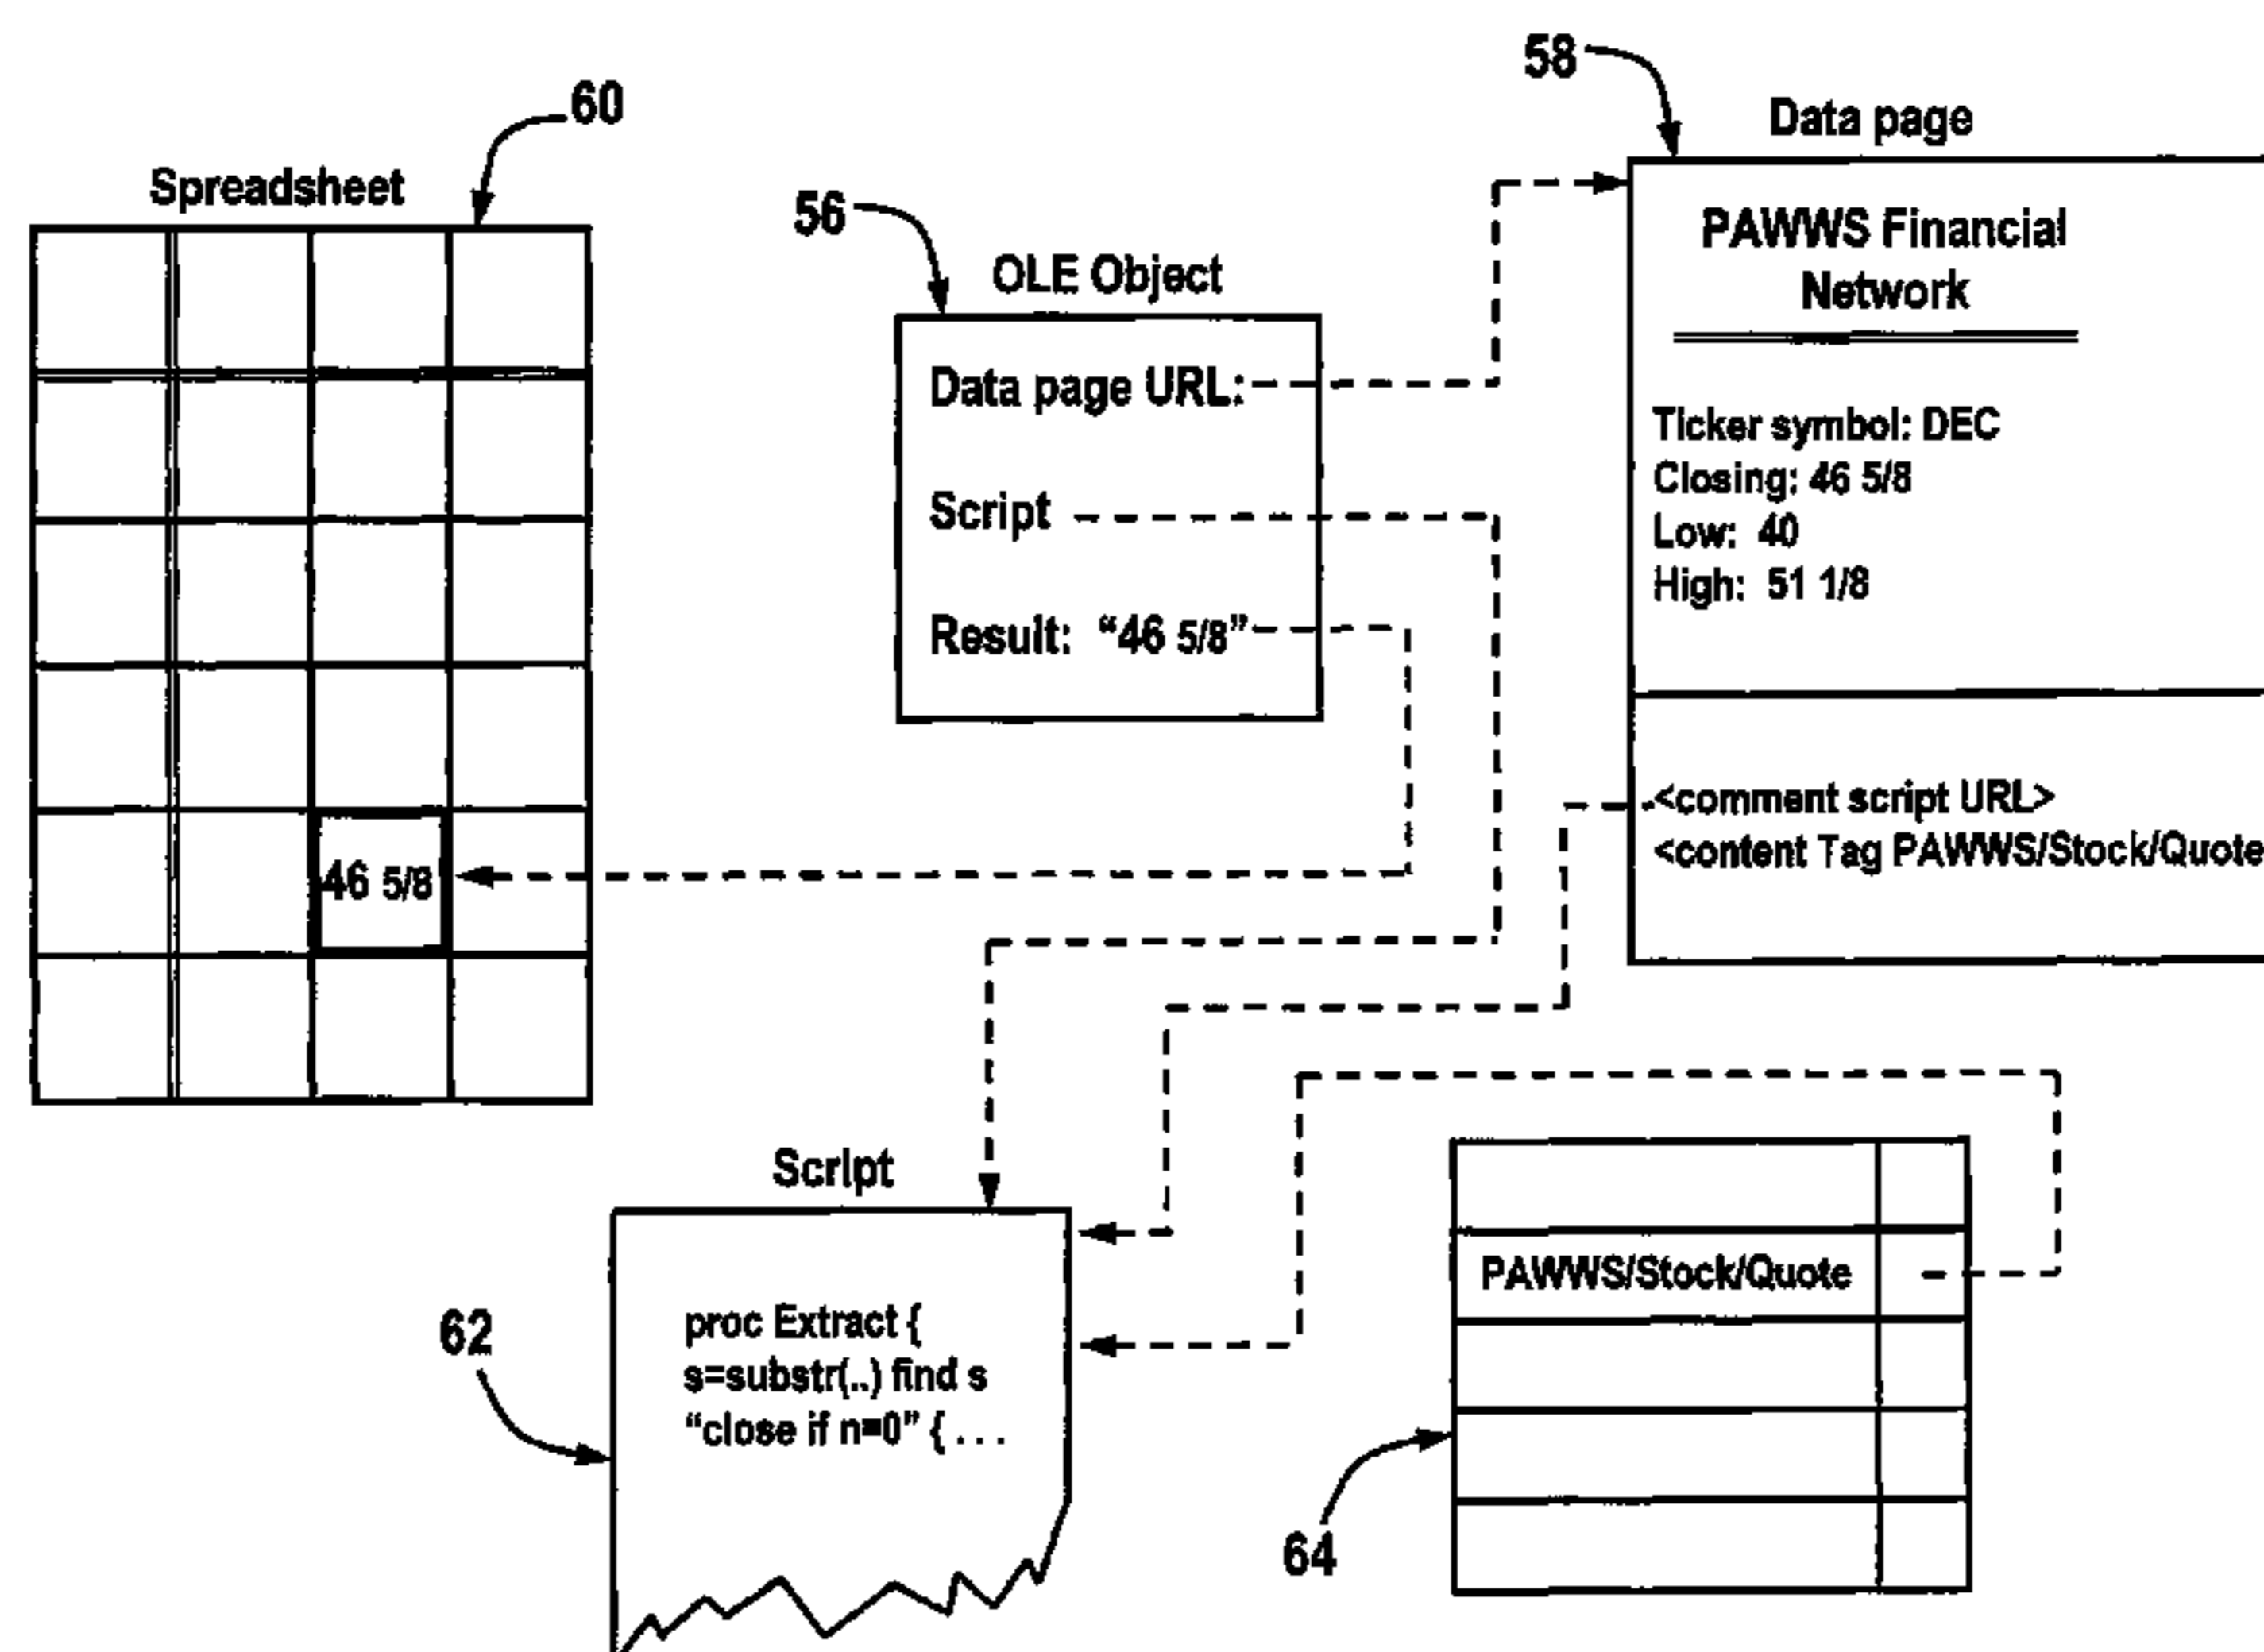 60
Spreadsheet
46 5/8
56
OLE Object
Data page URL:
Script
Result: “46 5/8”
58
Data page
PAWWS Financial
Network
Ticker symbol: DEC
Closing: 46 5/8
Low: 40
High: 51 1/8
<comment script URL>
<content Tag PAWWS/Stock/Quote
Script
62
proc Extract {
s=substr(..) find s
“close if n=0” { . . .
PAWWS/Stock/Quote
64